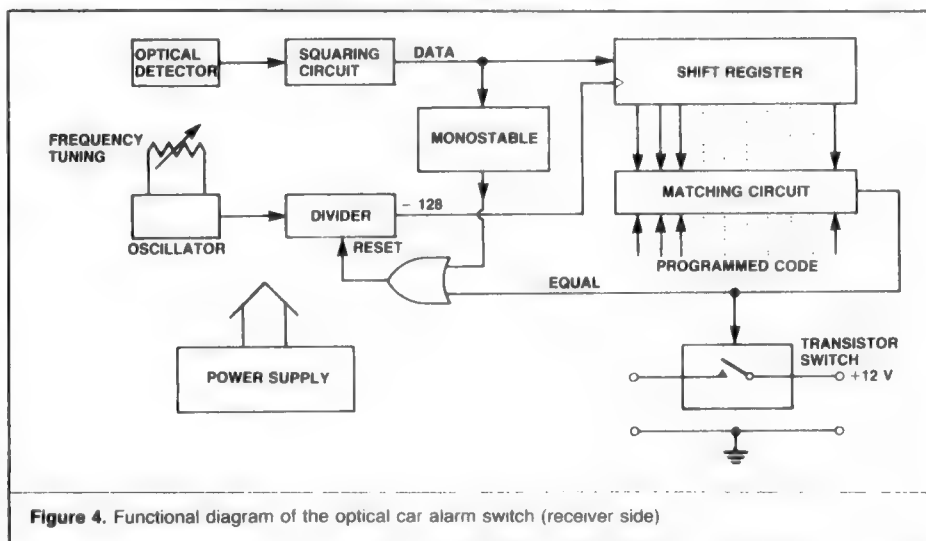 OPTICAL
DETECTOR
SQUARING
CIRCUIT
DATA
SHIFT REGISTER
MONOSTABLE
FREQUENCY
TUNING
MATCHING CIRCUIT
DIVIDER
– 128
OSCILLATOR
RESET
PROGRAMMED CODE
EQUAL
POWER SUPPLY
TRANSISTOR
SWITCH
+12 V
Figure 4. Functional diagram of the optical car alarm switch (receiver side)